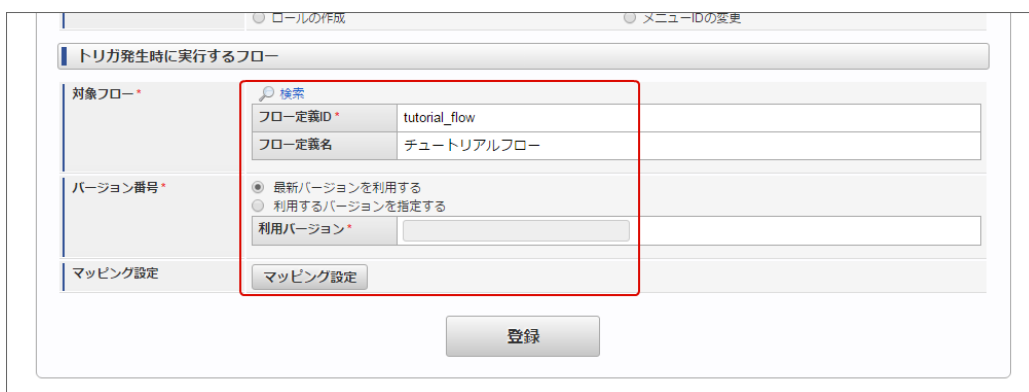 ロールの作成 メニューIDの変更
トリガ発生時に実行するフロー
対象フロー*
検索
フロー定義ID* tutorial_flow
フロー定義名 チュートリアルフロー
バージョン番号*
最新バージョンを利用する
利用するバージョンを指定する
利用バージョン*
マッピング設定 マッピング設定
登録